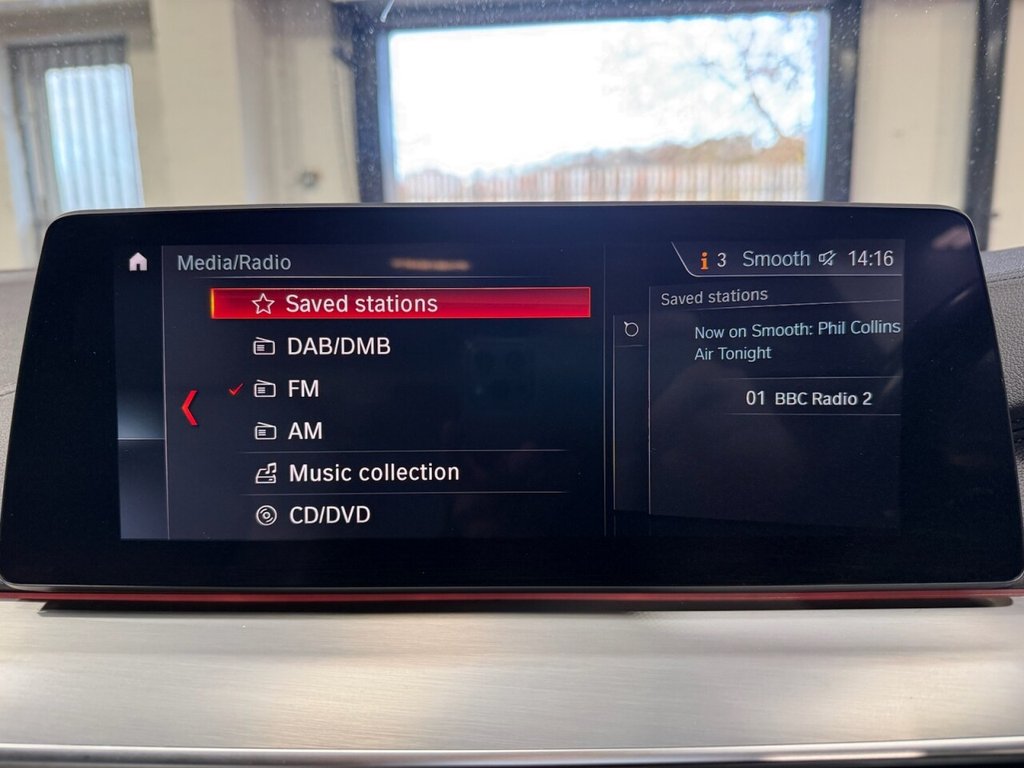 Media/Radio
i 3 Smooth 14:16
Saved stations
DAB/DMB
FM
AM
Music collection
CD/DVD
Saved stations
Now on Smooth: Phil Collins
Air Tonight
01 BBC Radio 2